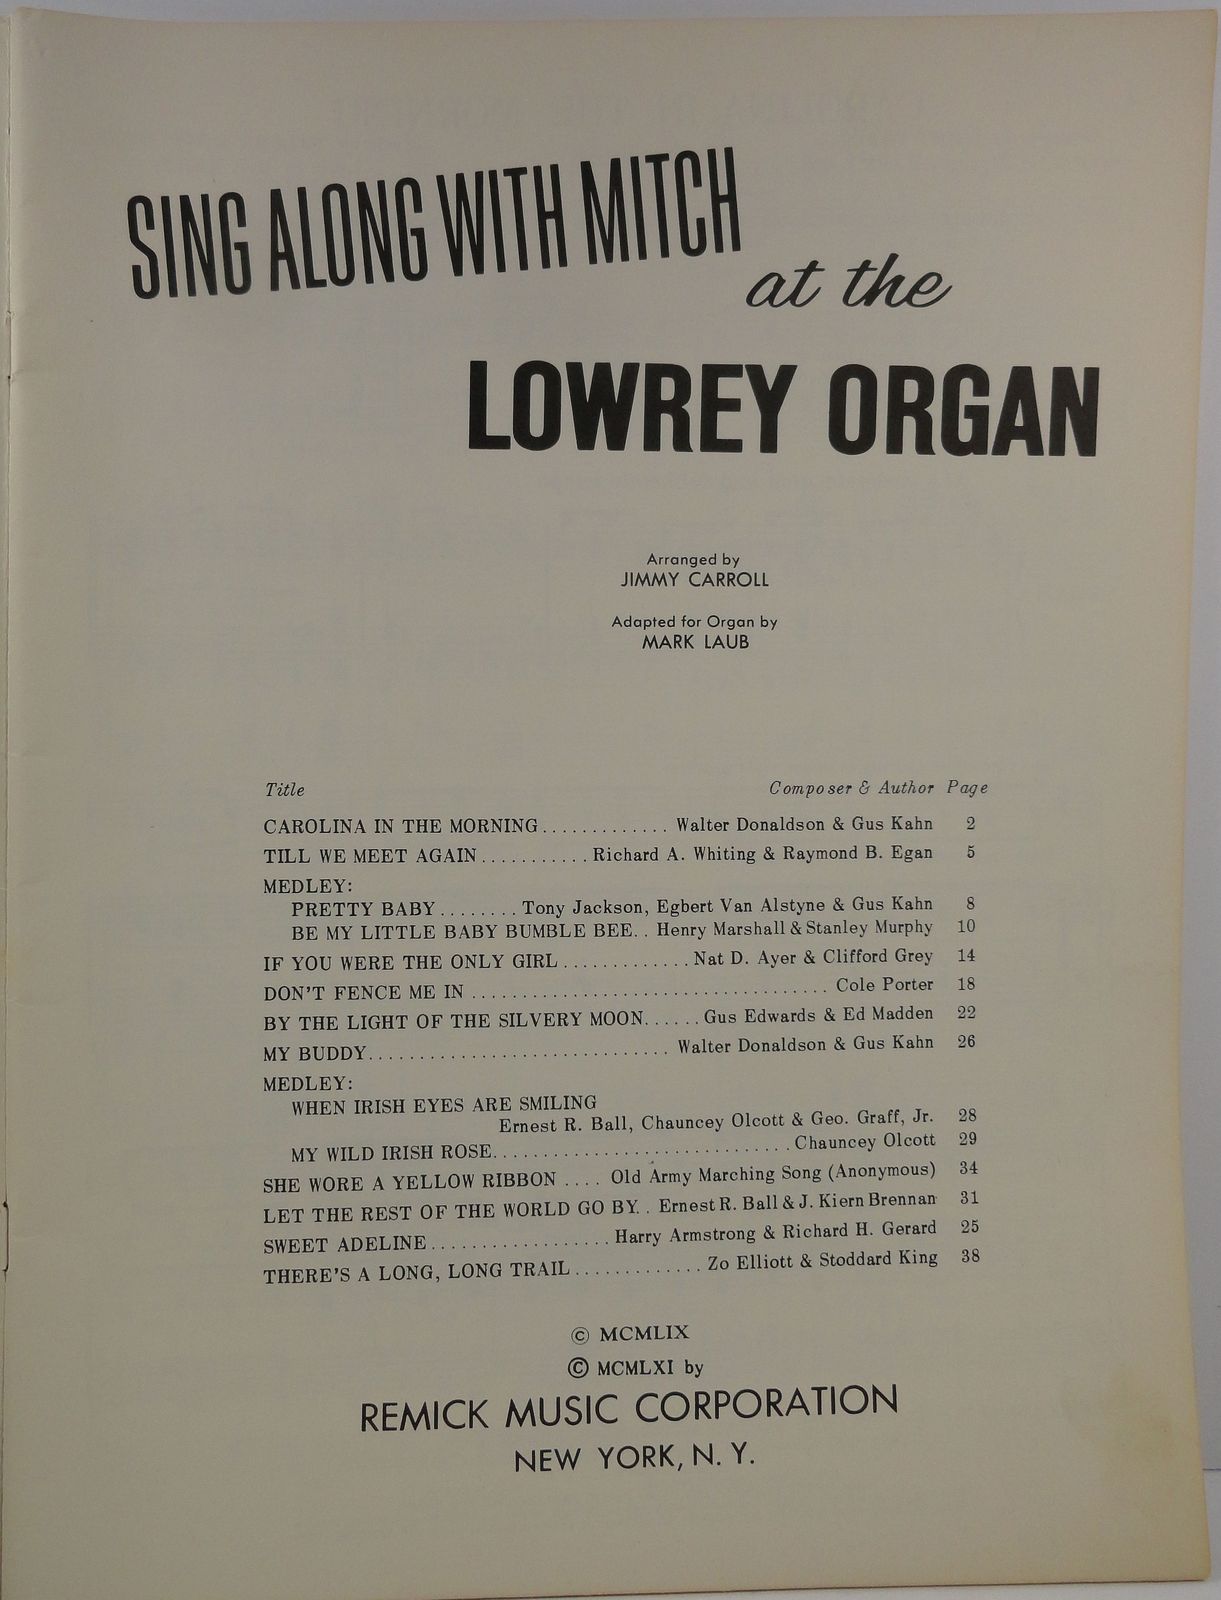 SING ALONG WITH MITCH
at the
LOWREY ORGAN
Arranged by
JIMMY CARROLL
Adapted for Organ by
MARK LAUB
Title Composer & Author Page
CAROLINA IN THE MORNING ............. Walter Donaldson & Gus Kahn 2
TILL WE MEET AGAIN ........... Richard A. Whiting & Raymond B. Egan 5
MEDLEY:
PRETTY BABY ........ Tony Jackson, Egbert Van Alstyne & Gus Kahn 8
BE MY LITTLE BABY BUMBLE BEE.. Henry Marshall & Stanley Murphy 10
IF YOU WERE THE ONLY GIRL ............. Nat D. Ayer & Clifford Grey 14
DON'T FENCE ME IN .................................... Cole Porter 18
BY THE LIGHT OF THE SILVERY MOON...... Gus Edwards & Ed Madden 22
MY BUDDY.............................. Walter Donaldson & Gus Kahn 26
MEDLEY:
WHEN IRISH EYES ARE SMILING
Ernest R. Ball, Chauncey Olcott & Geo. Graff, Jr. 28
MY WILD IRISH ROSE.............................. Chauncey Olcott 29
SHE WORE A YELLOW RIBBON .... Old Army Marching Song (Anonymous) 34
LET THE REST OF THE WORLD GO BY.. Ernest R. Ball & J. Kiern Brennan 31
SWEET ADELINE.................. Harry Armstrong & Richard H. Gerard 25
THERE'S A LONG, LONG TRAIL ............. Zo Elliott & Stoddard King 38
© MCMLIX
© MCMLXI by
REMICK MUSIC CORPORATION
NEW YORK, N. Y.